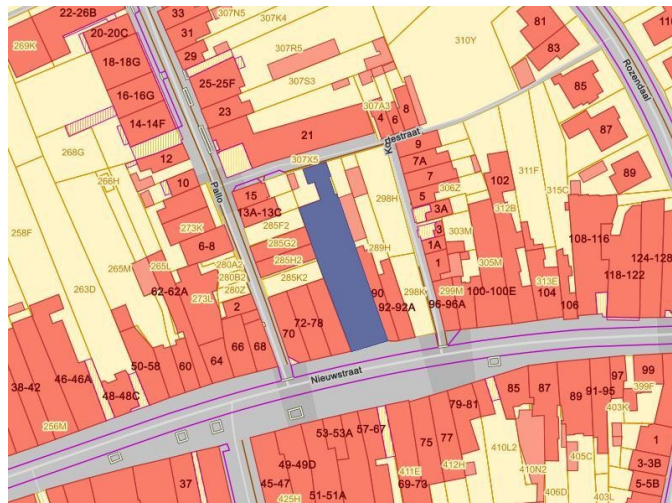 22-26B
33
307N5
307K4
81
20-20C
31
310Y
83
269K
18-18G
29
307R5
Rozendaal
25-25F
307S3
85
16-16G
307A3
8
23
4
6
14-14F
21
87
Kortestraat
9
268G
12
307X5
7A
311F
89
266H
10
Pallo
15
7
102
315C
13A-13C
298H
5
306Z
312B
273K
285F2
3A
258F
6-8
285G2
289H
3
303M
108-116
124-128
265M
265L
280A2
285H2
1A
305M
118-122
280B2
285K2
1
313E
263D
62-62A
273L
280Z
90
298K
299M
100-100E
104
2
92-92A
96-96A
106
72-78
70
50-58
66
68
64
60
46-46A
Nieuwstraat
38-42
48-48C
85
87
97
99
89
91-95
399F
79-81
403K
256M
57-67
53-53A
75
77
410L2
405C
1
411E
412H
3-3B
49-49D
410N2
37
45-47
69-73
406D
403L
5-5B
425H
51-51A